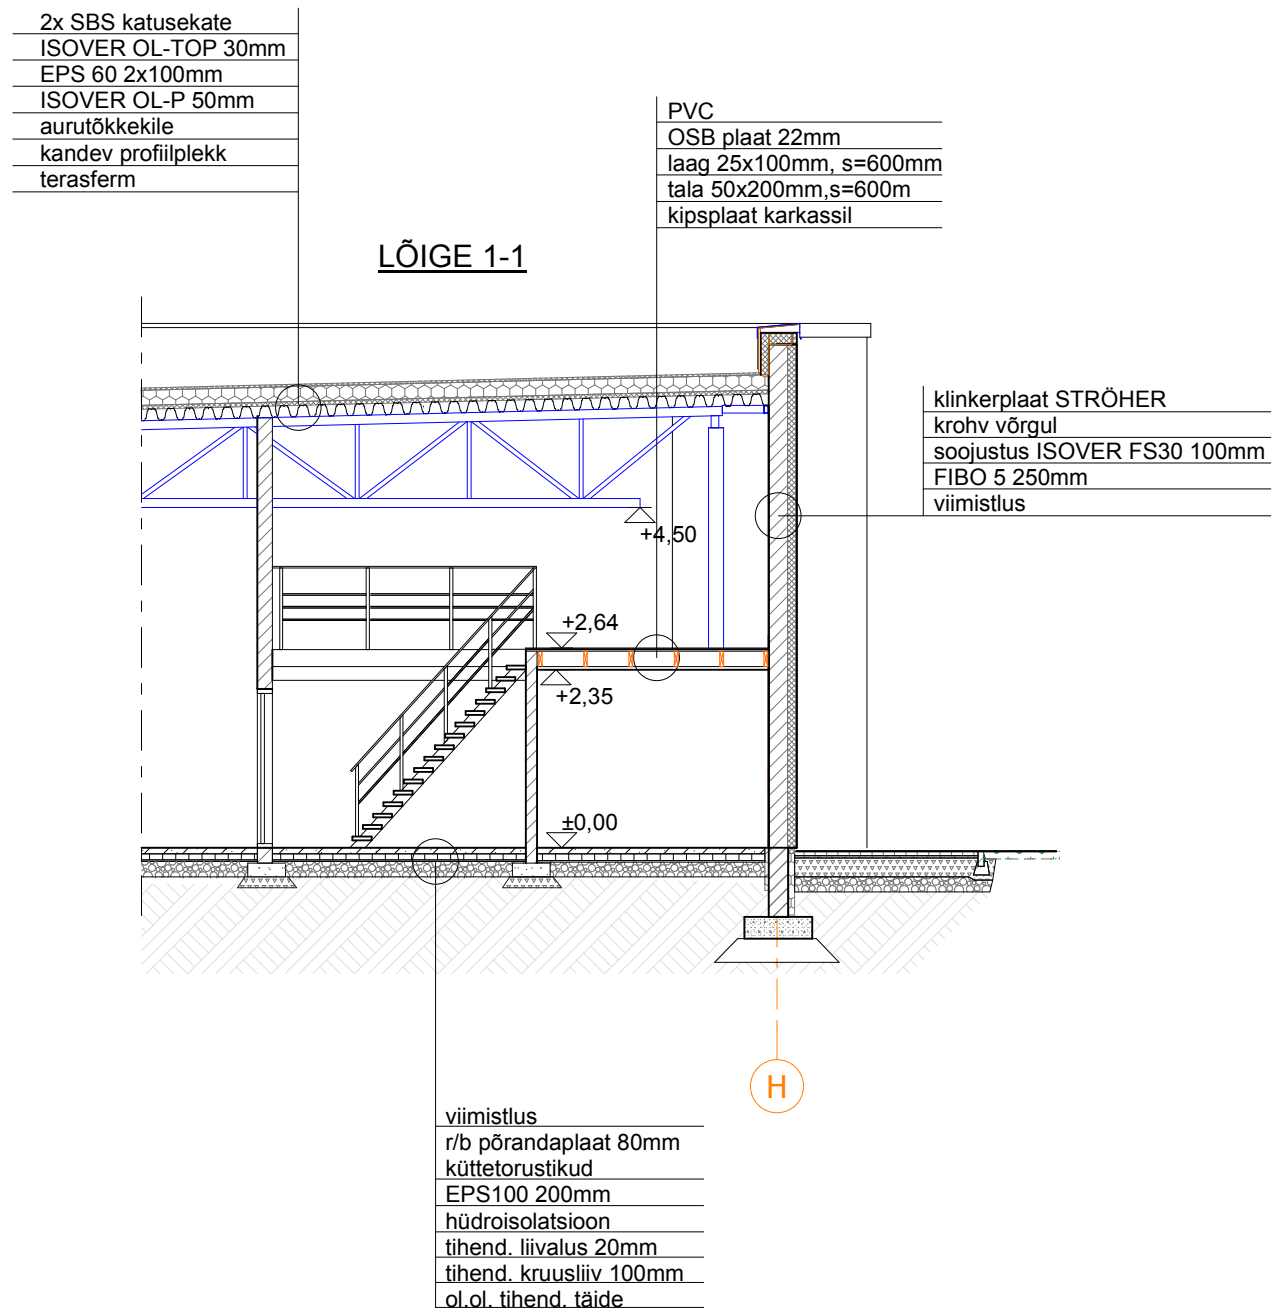 2x SBS katusekate
ISOVER OL-TOP 30mm
EPS 60 2x100mm
ISOVER OL-P 50mm
aurutõkkekile
kandev profiilplekk
terasferm
PVC
OSB plaat 22mm
laag 25x100mm, s=600mm
tala 50x200mm,s=600m
kipsplaat karkassil
LÕIGE 1-1
klinkerplaat STRÖHER
krohv võrgul
soojustus ISOVER FS30 100mm
FIBO 5 250mm
viimistlus
+4,50
+2,64
+2,35
±0,00
H
viimistlus
r/b põrandaplaat 80mm
küttetorustikud
EPS100 200mm
hüdroisolatsioon
tihend. liivalus 20mm
tihend. kruusliiv 100mm
ol.ol. tihend. täide